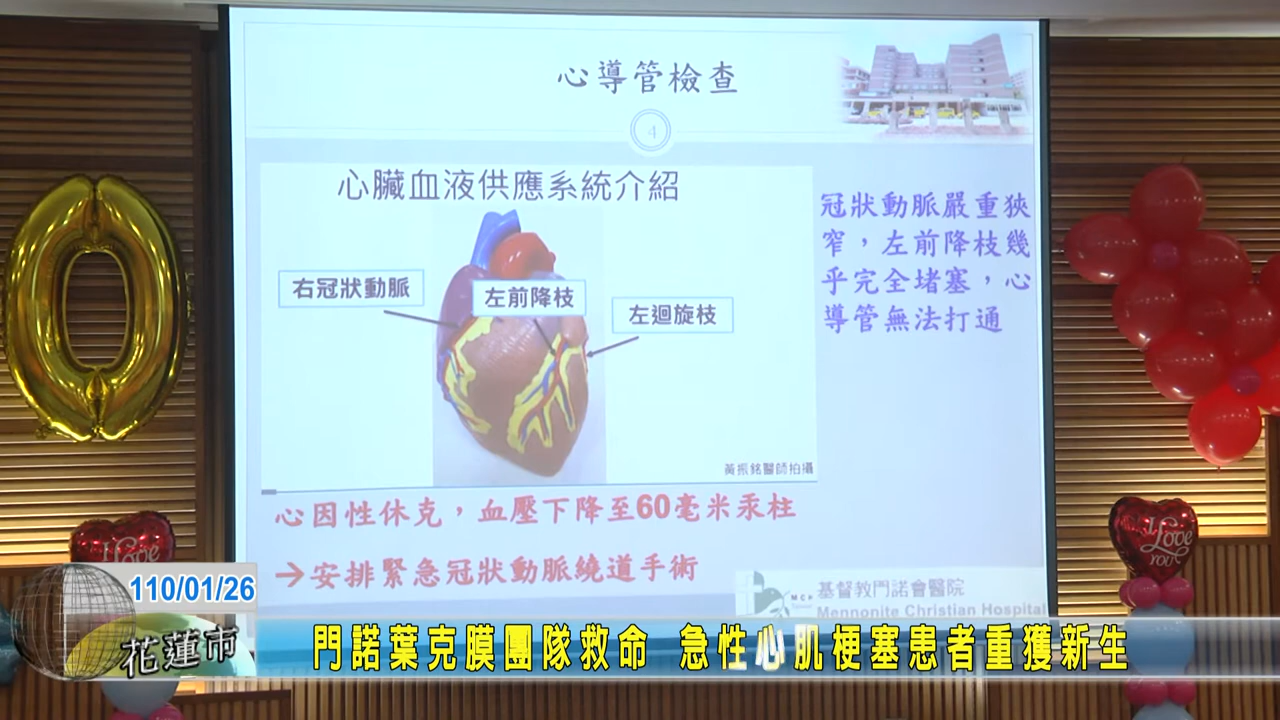 心導管檢查
4
心臟血液供應系統介紹
右冠狀動脈
左前降枝
左迴旋枝
黃振銘醫師拍攝
冠狀動脈嚴重狹
窄，左前降枝幾
乎完全堵塞，心
導管無法打通
心因性休克，血壓下降至60毫米汞柱
→安排緊急冠狀動脈繞道手術
基督教門諾會醫院
Mennonite Christian Hospital
0
Love
I Love
YOU
110/01/26
花蓮市
門諾葉克膜團隊救命 急性心肌梗塞患者重獲新生